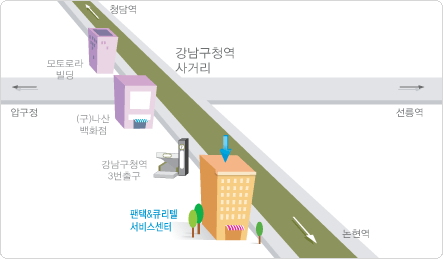 청담역
강남구청역
사거리
모토로라
빌딩
압구정
선릉역
(구)나산
백화점
강남구청역
3번출구
팬택&큐리텔
서비스센터
논현역